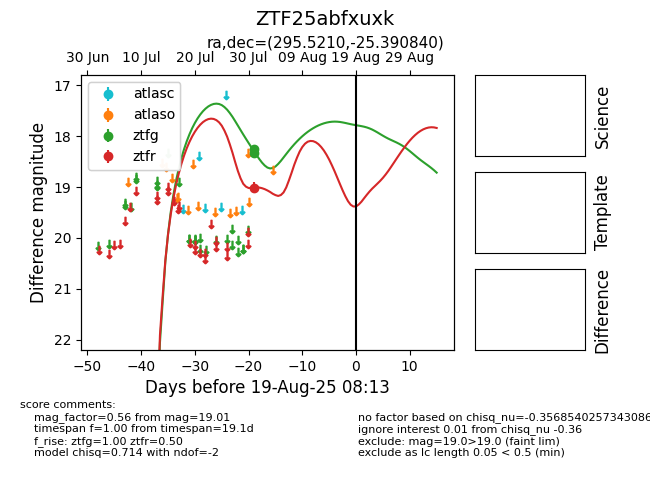 ZTF25abfxuxk
ra,dec=(295.5210,-25.390840)
30 Jun 10 Jul 20 Jul 30 Jul 09 Aug 19 Aug 29 Aug
atlasc
atlaso
ztfg
ztfr
17
18
19
20
21
22
Difference magnitude
−50 −40 −30 −20 −10 0 10
Days before 19-Aug-25 08:13
Science
Template
Difference
score comments:
mag_factor=0.56 from mag=19.01
timespan f=1.00 from timespan=19.1d
f_rise: ztfg=1.00 ztfr=0.50
model chisq=0.714 with ndof=-2
no factor based on chisq_nu=-0.3568540257343086
ignore interest 0.01 from chisq_nu -0.36
exclude: mag=19.0>19.0 (faint lim)
exclude as lc length 0.05 < 0.5 (min)